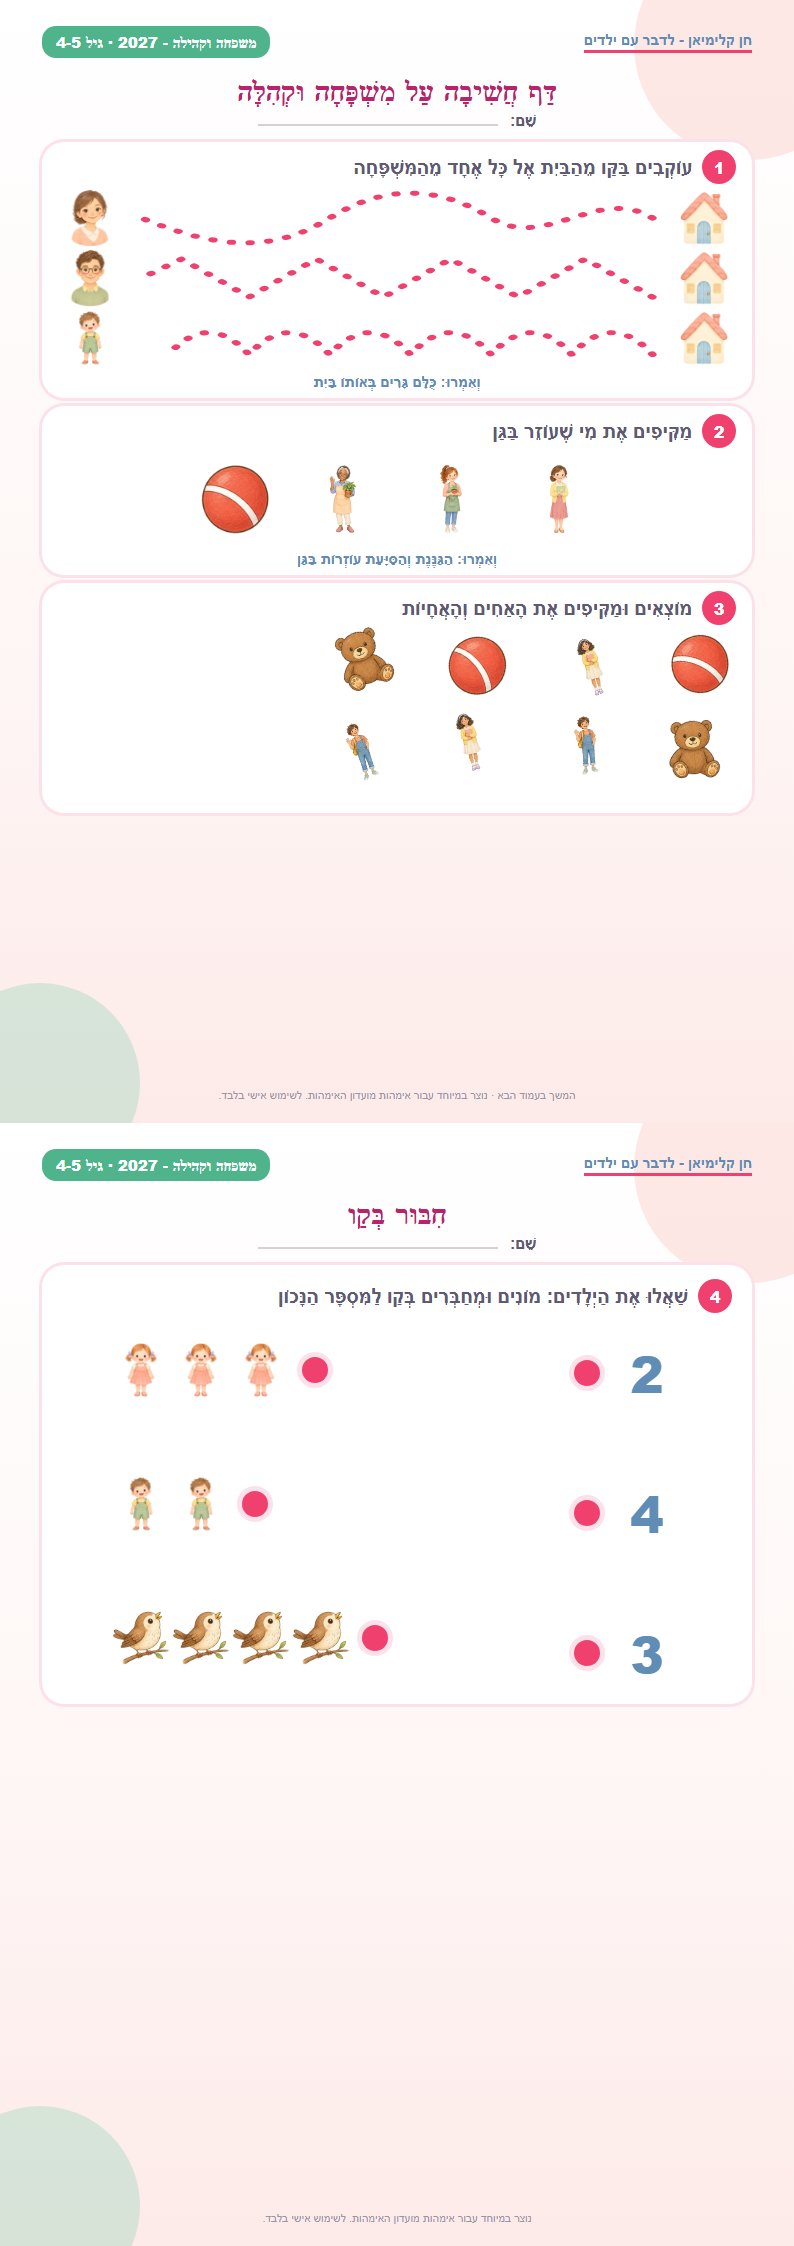 חן קלימיאן - לדבר עם ילדים
משפחה וקהילה - 2027 · גיל 4-5
דַּף חֲשִׁיבָה עַל מִשְׁפָּחָה וּקְהִלָּה
שֵׁם:
1 עוֹקְבִים בַּקַּו מֵהַבַּיִת אֶל כָּל אֶחָד מֵהַמִּשְׁפָּחָה
וְאִמְרוּ: כֻּלָּם גָּרִים בְּאוֹתוֹ בַּיִת
2 מַקִּיפִים אֶת מִי שֶׁעוֹזֵר בַּגַּן
וְאִמְרוּ: הַגַּנֶּנֶת וְהַסַּיַּעַת עוֹזְרוֹת בַּגַּן
3 מוֹצְאִים וּמַקִּיפִים אֶת הָאַחִים וְהָאֲחָיוֹת
המשך בעמוד הבא · נוצר במיוחד עבור אימהות מועדון האימהות. לשימוש אישי בלבד.
חן קלימיאן - לדבר עם ילדים
משפחה וקהילה - 2027 · גיל 4-5
חִבּוּר בְּקַו
שֵׁם:
4 שַׁאֲלוּ אֶת הַיְלָדִים: מוֹנִים וּמְחַבְּרִים בְּקַו לַמִּסְפָּר הַנָּכוֹן
2
4
3
נוצר במיוחד עבור אימהות מועדון האימהות. לשימוש אישי בלבד.